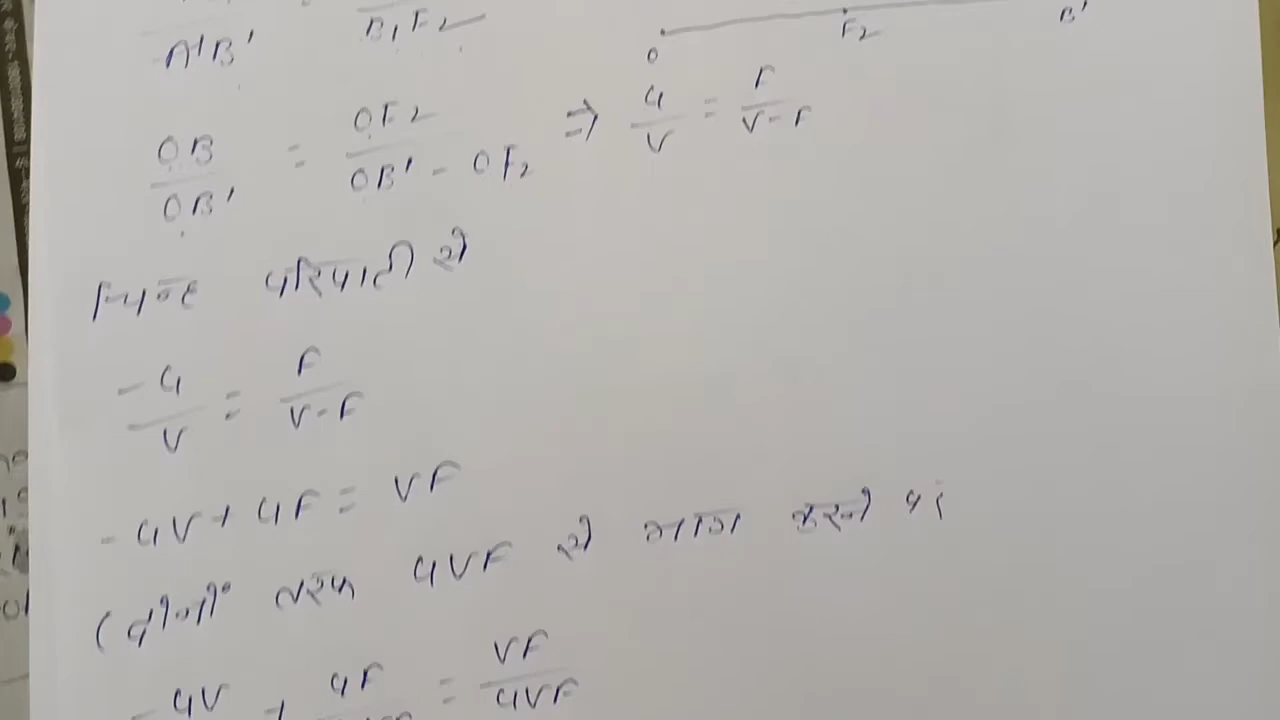 A'B' B1F2
O F2 B'
OB/OB' = OF2/OB' - OF2 ⇒ u/v = F/v-F
चिन्ह परिपाटी से
-u/v = F/v-F
-uv + uF = vF
(दोनों तरफ uvF से भाग करने पर
-uv + uF = vF/uvF